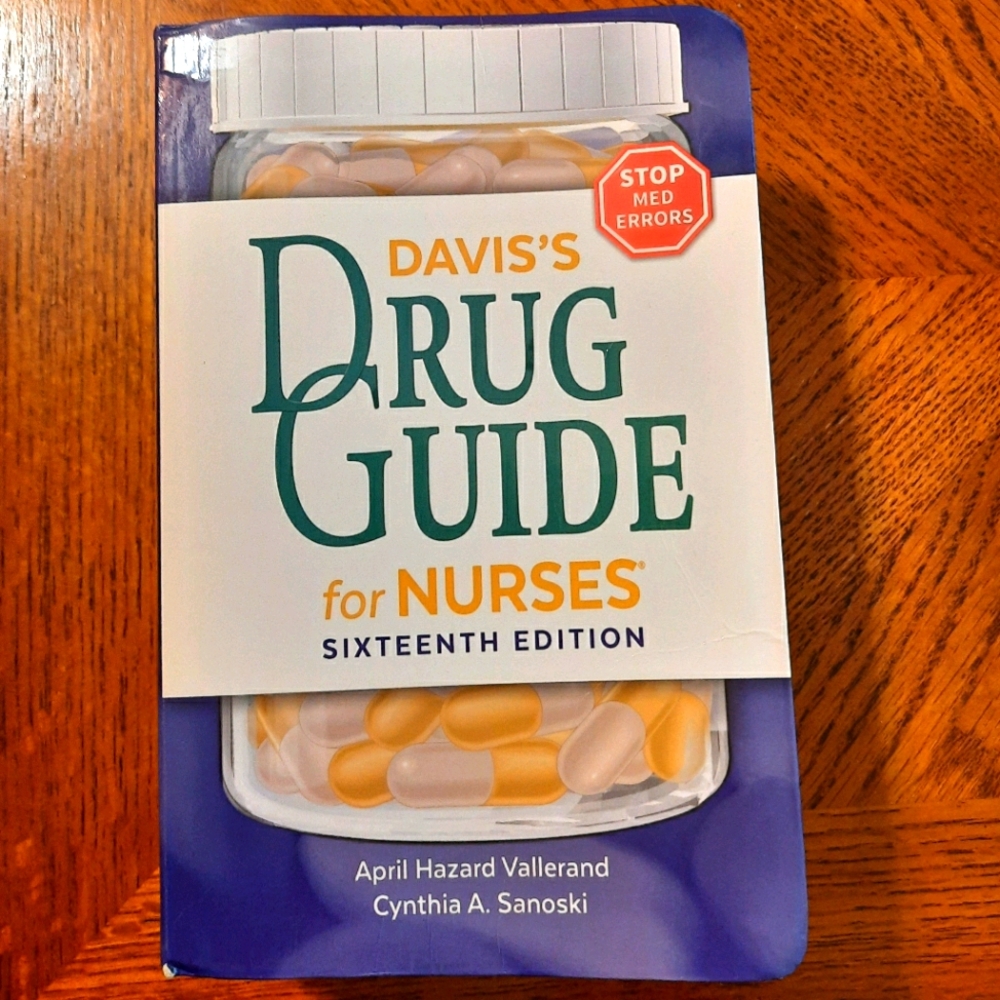 STOP
MED
ERRORS
DAVIS'S
DRUG
GUIDE
for NURSES®
SIXTEENTH EDITION
April Hazard Vallerand
Cynthia A. Sanoski